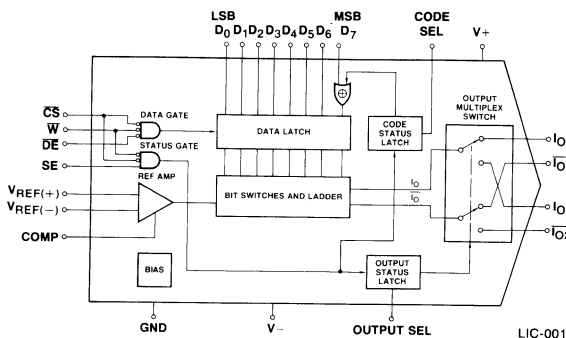 LSB MSB CODE
D0 D1 D2 D3 D4 D5 D6 D7 SEL V+
CS
W
DE
SE
VREF(+)
VREF(−)
COMP
DATA GATE
STATUS GATE
REF AMP
DATA LATCH
CODE
STATUS
LATCH
OUTPUT
MULTIPLEX
SWITCH
BIT SWITCHES AND LADDER
IO
IO
IO
IO
IO
IO2
BIAS
OUTPUT
STATUS
LATCH
GND V− OUTPUT SEL
LIC-001